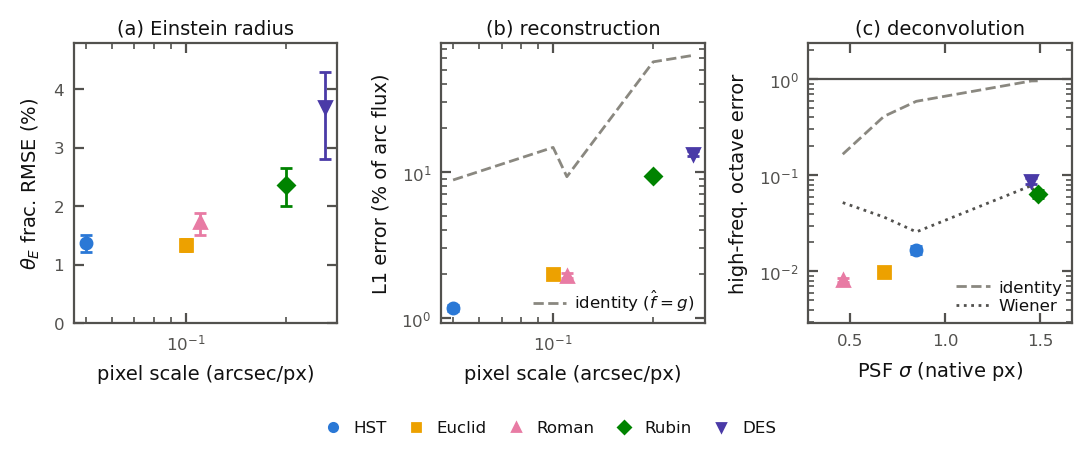 (a) Einstein radius
θ_E frac. RMSE (%)
4
3
2
1
0
10⁻¹
pixel scale (arcsec/px)
(b) reconstruction
L1 error (% of arc flux)
10¹
10⁰
identity (f̂ = g)
10⁻¹
pixel scale (arcsec/px)
(c) deconvolution
high-freq. octave error
10⁰
10⁻¹
10⁻²
identity
Wiener
0.5 1.0 1.5
PSF σ (native px)
HST Euclid Roman Rubin DES